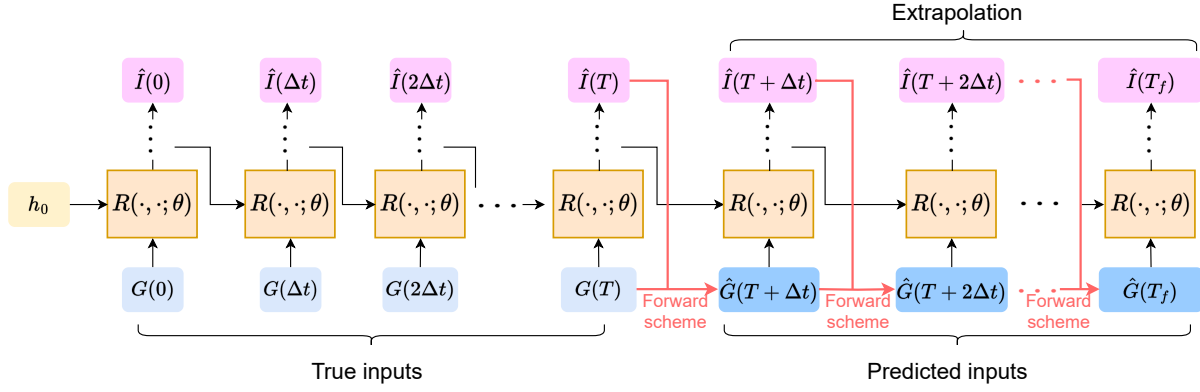 Extrapolation
Î(0) Î(Δt) Î(2Δt) Î(T) Î(T + Δt) Î(T + 2Δt) Î(T_f)
h₀ R(·, ·; θ) R(·, ·; θ) R(·, ·; θ) R(·, ·; θ) R(·, ·; θ) R(·, ·; θ) R(·, ·; θ)
G(0) G(Δt) G(2Δt) G(T) Ĝ(T + Δt) Ĝ(T + 2Δt) Ĝ(T_f)
Forward Forward Forward
scheme scheme scheme
True inputs Predicted inputs